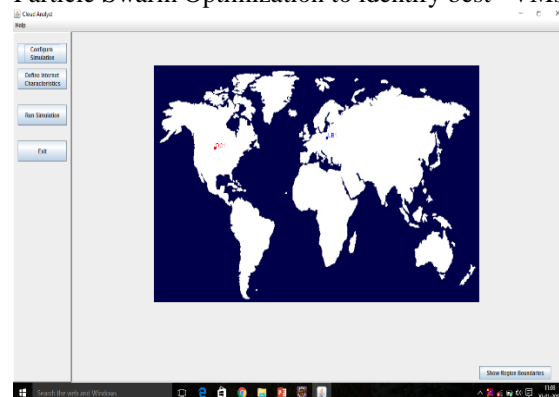 Particle Swarm Optimization to identify best VMs
Cloud Analyst
Help
Configure
Simulation
Define Internet
Characteristics
Run Simulation
Exit
Show Region Boundaries
Search the web and Windows